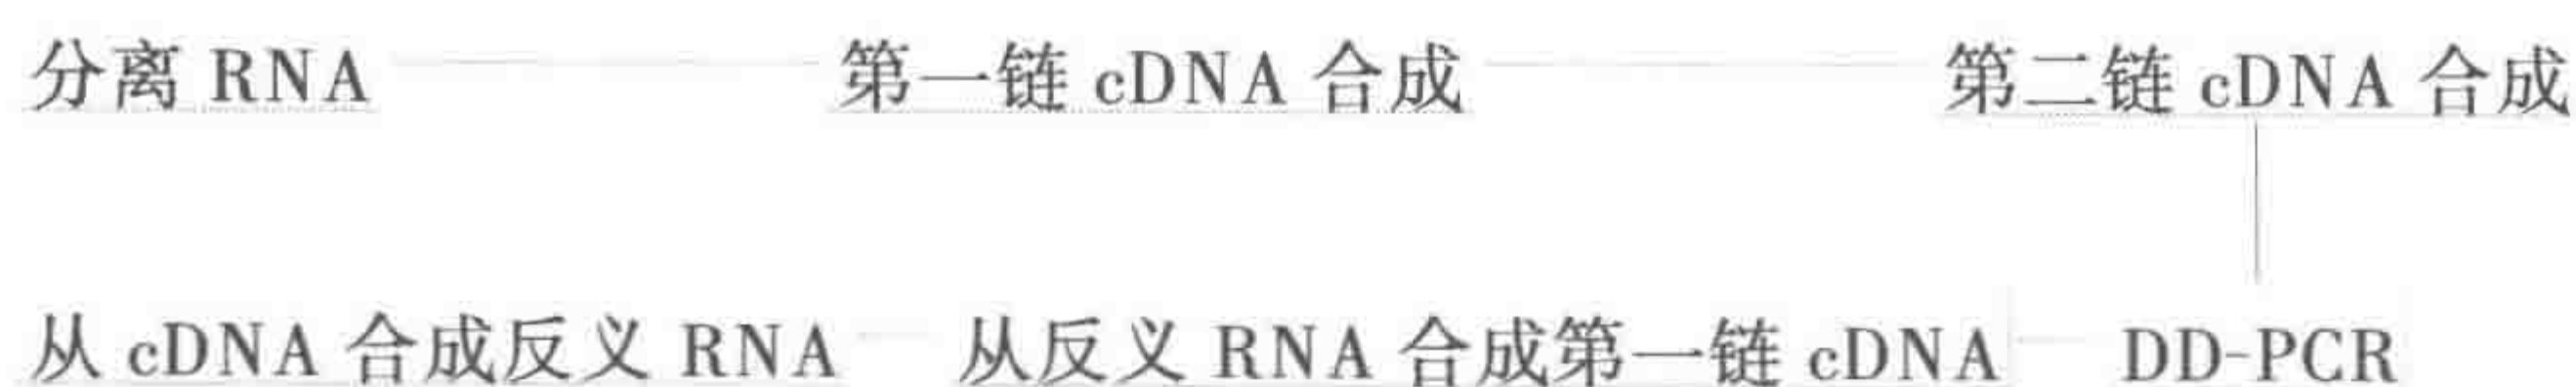 分离 RNA 第一链 cDNA 合成 第二链 cDNA 合成
从 cDNA 合成反义 RNA 从反义 RNA 合成第一链 cDNA DD-PCR